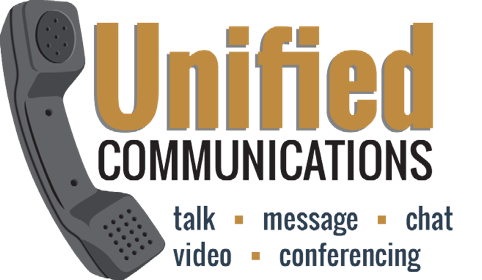 Unified
COMMUNICATIONS
talk ▪ message ▪ chat
video ▪ conferencing